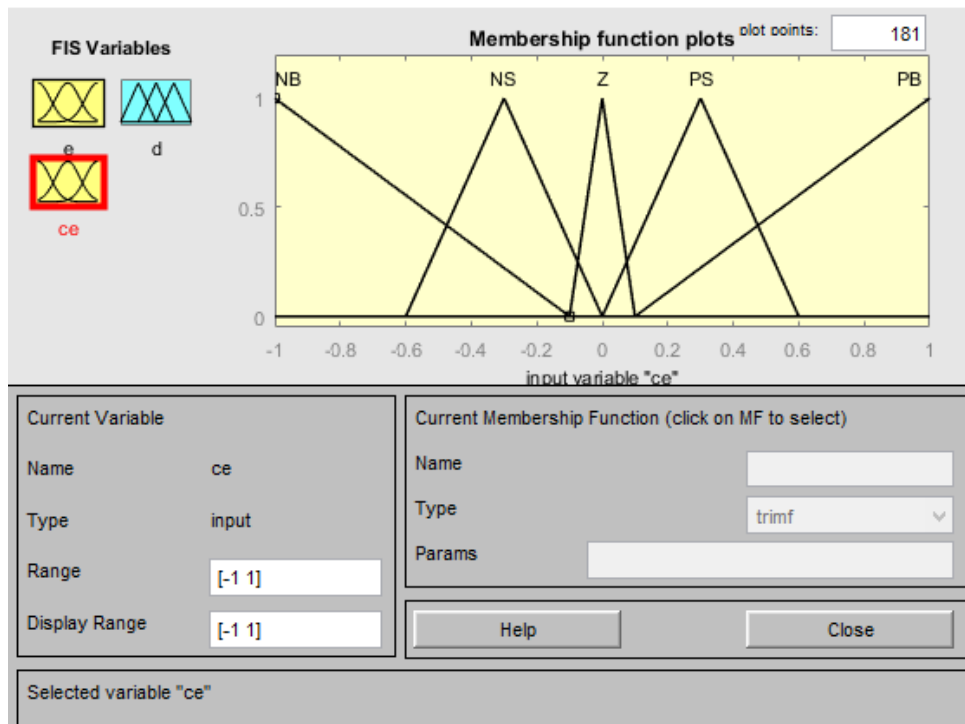 FIS Variables
Membership function plots
plot points:
181
e
d
ce
NB
NS
Z
PS
PB
1
0.5
0
-1
-0.8
-0.6
-0.4
-0.2
0
0.2
0.4
0.6
0.8
1
input variable "ce"
Current Variable
Name
ce
Type
input
Range
[-1 1]
Display Range
[-1 1]
Current Membership Function (click on MF to select)
Name
Type
trimf
Params
Help
Close
Selected variable "ce"